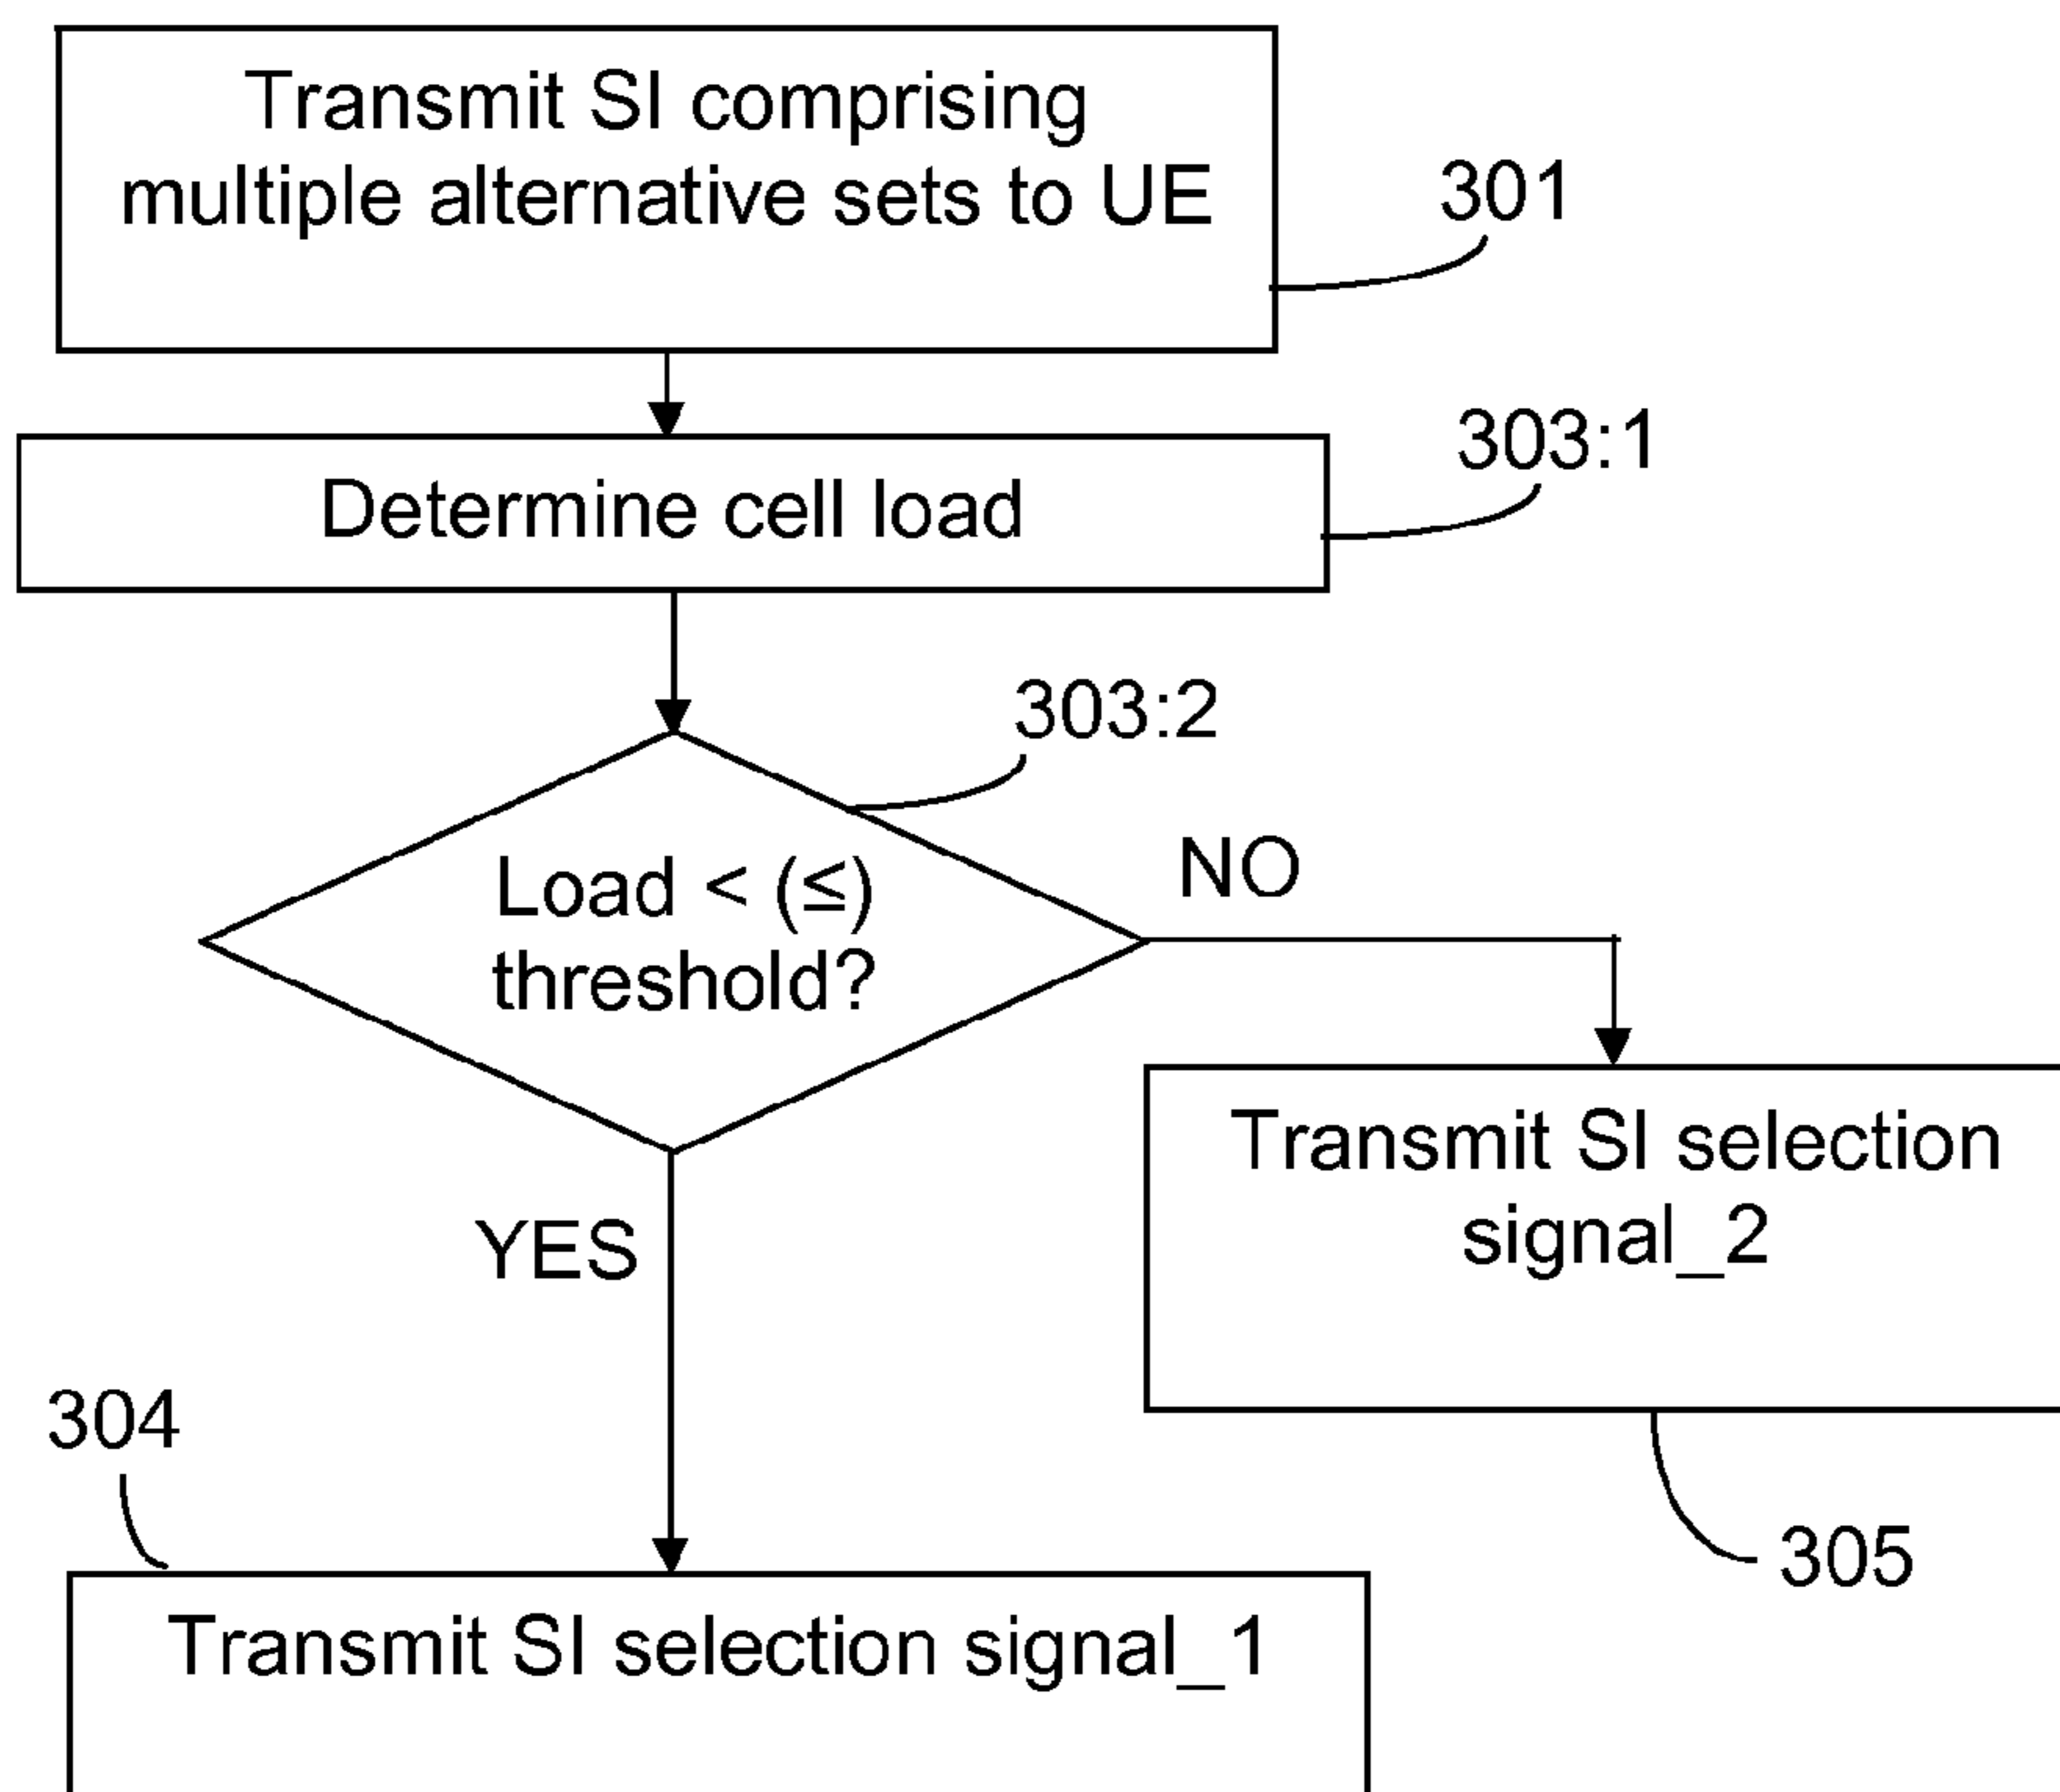 Transmit SI comprising
multiple alternative sets to UE
301
Determine cell load
303:1
303:2
Load < (≤)
threshold?
NO
Transmit SI selection
signal_2
YES
304
305
Transmit SI selection signal_1